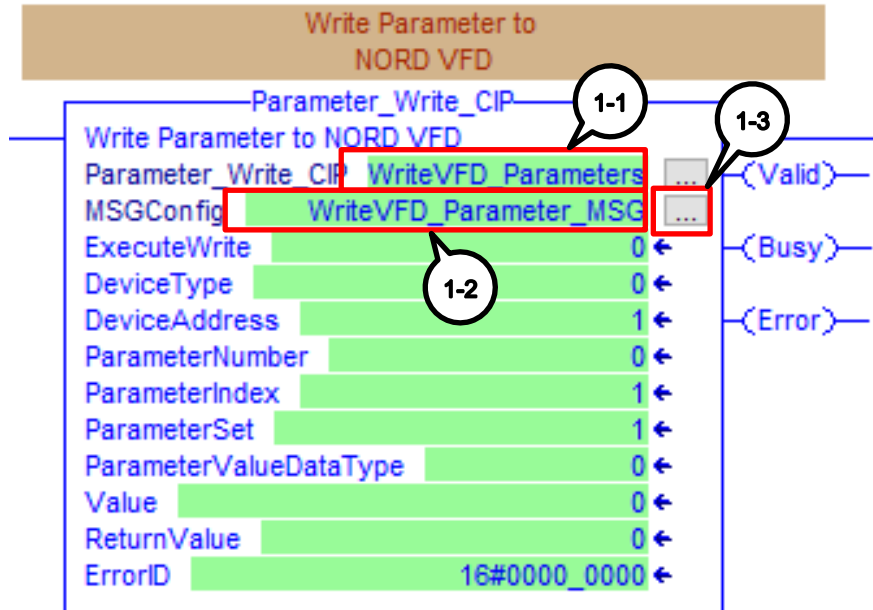 Write Parameter to
NORD VFD
Parameter_Write_CIP
1-1
1-3
Write Parameter to NORD VFD
Parameter_Write_CIP WriteVFD_Parameters ... (Valid)
MSGConfig WriteVFD_Parameter_MSG ...
ExecuteWrite 0 (Busy)
DeviceType 0
1-2
DeviceAddress 1 (Error)
ParameterNumber 0
ParameterIndex 1
ParameterSet 1
ParameterValueDataType 0
Value 0
ReturnValue 0
ErrorID 16#0000_0000